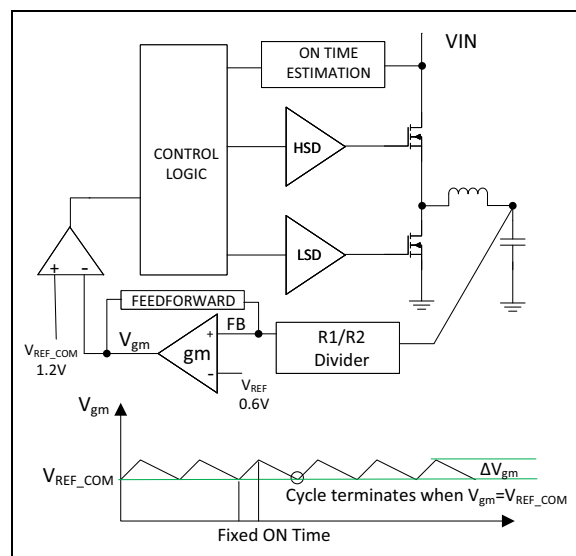 VIN
ON TIME
ESTIMATION
CONTROL
LOGIC
HSD
LSD
+ -
FEEDFORWARD
V_REF_COM
1.2V
V_gm
gm
+
-
FB
V_REF
0.6V
R1/R2
Divider
V_gm
V_REF_COM
ΔV_gm
Cycle terminates when V_gm=V_REF_COM
Fixed ON Time